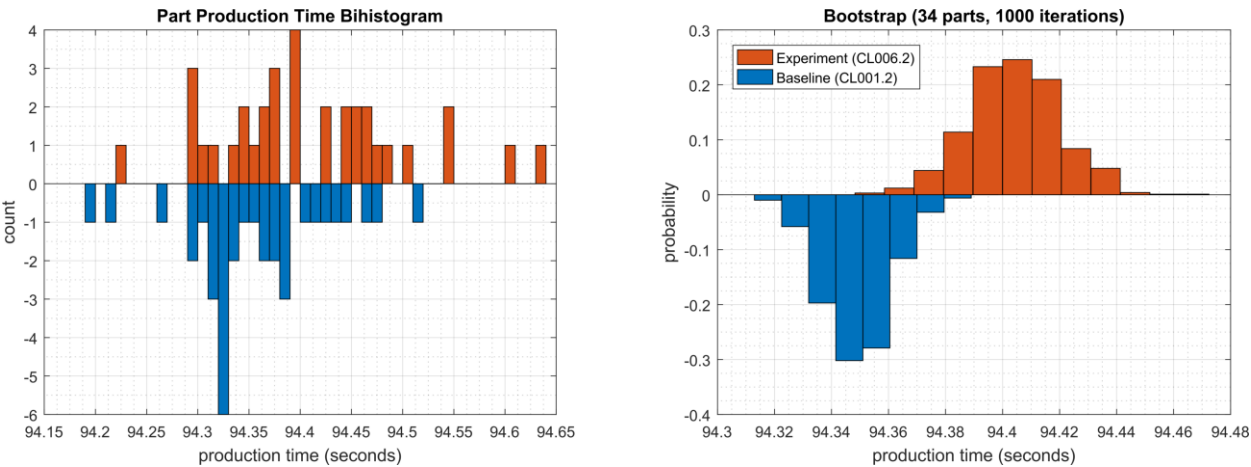 Part Production Time Bihistogram
4
3
2
1
0
-1
-2
-3
-4
-5
-6
count
94.15 94.2 94.25 94.3 94.35 94.4 94.45 94.5 94.55 94.6 94.65
production time (seconds)
Bootstrap (34 parts, 1000 iterations)
Experiment (CL006.2)
Baseline (CL001.2)
0.3
0.2
0.1
0
-0.1
-0.2
-0.3
-0.4
probability
94.3 94.32 94.34 94.36 94.38 94.4 94.42 94.44 94.46 94.48
production time (seconds)